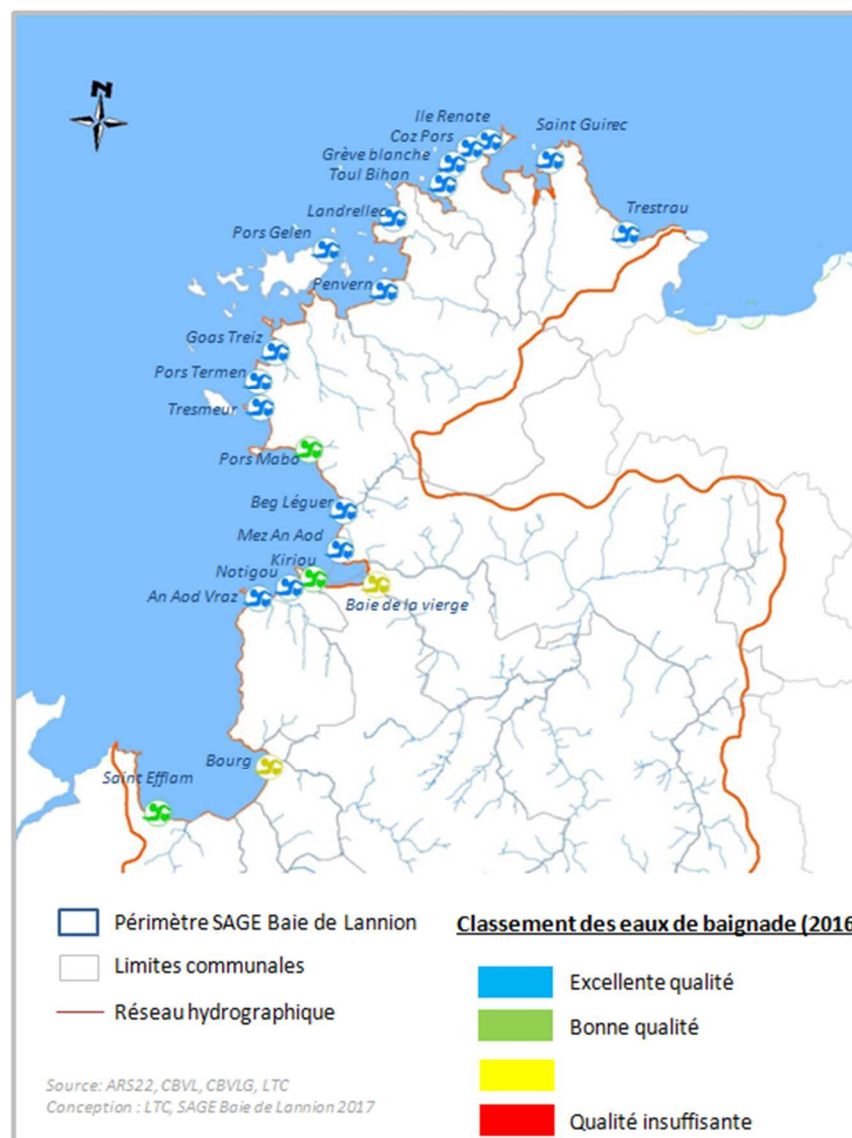 N
Ile Renote
Saint Guirec
Coz Pors
Grève blanche
Toul Bihan
Landrellec
Trestrau
Pors Gelen
Penvern
Goas Treiz
Pors Termen
Tresmeur
Pors Mabo
Beg Léguer
Mez An Aod
Kiriou
Notigou
An Aod Vraz
Baie de la vierge
Bourg
Saint Efflam
Périmètre SAGE Baie de Lannion
Limites communales
Réseau hydrographique
Classement des eaux de baignade (2016
Excellente qualité
Bonne qualité
Qualité insuffisante
Source: ARS22, CBVL, CBVLG, LTC
Conception : LTC, SAGE Baie de Lannion 2017